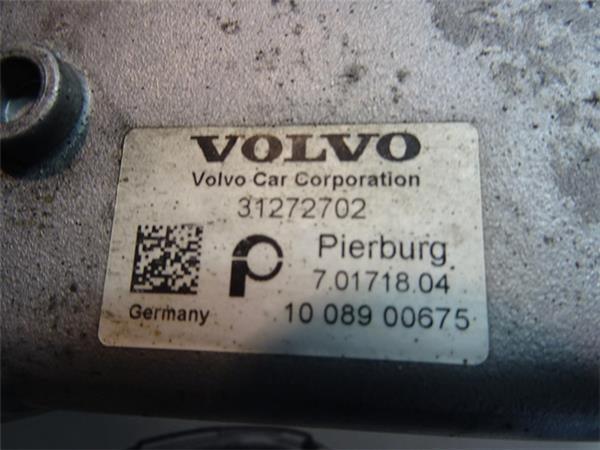 VOLVO
Volvo Car Corporation
31272702
Pierburg
7.01718.04
Germany 10 089 00675